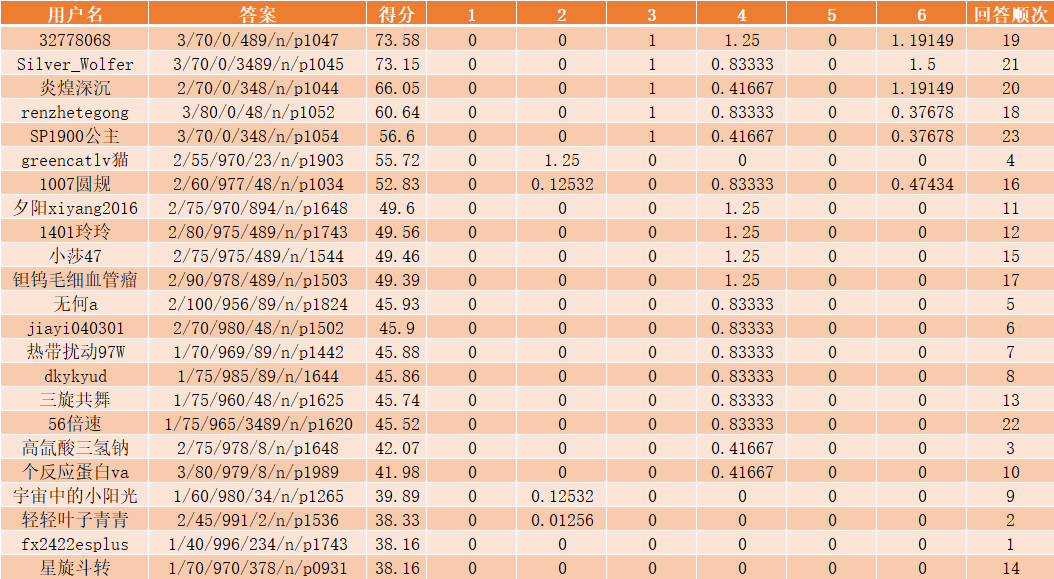 用户名 答案 得分 1 2 3 4 5 6 回答顺次
32778068 3/70/0/489/n/p1047 73.58 0 0 1 1.25 0 1.19149 19
Silver_Wolfer 3/70/0/3489/n/p1045 73.15 0 0 1 0.83333 0 1.5 21
炎煌深沉 2/70/0/348/n/p1044 66.05 0 0 1 0.41667 0 1.19149 20
renzhetegong 3/80/0/48/n/p1052 60.64 0 0 1 0.83333 0 0.37678 18
SP1900公主 3/70/0/348/n/p1054 56.6 0 0 1 0.41667 0 0.37678 23
greencatlv猫 2/55/970/23/n/p1903 55.72 0 1.25 0 0 0 0 4
1007圆规 2/60/977/48/n/p1034 52.83 0 0.12532 0 0.83333 0 0.47434 16
夕阳xiyang2016 2/75/970/894/n/p1648 49.6 0 0 0 1.25 0 0 11
1401玲玲 2/80/975/489/n/p1743 49.56 0 0 0 1.25 0 0 12
小莎47 2/75/975/489/n/1544 49.46 0 0 0 1.25 0 0 15
钽钨毛细血管瘤 2/90/978/489/n/p1503 49.39 0 0 0 1.25 0 0 17
无何a 2/100/956/89/n/p1824 45.93 0 0 0 0.83333 0 0 5
jiayi040301 2/70/980/48/n/p1502 45.9 0 0 0 0.83333 0 0 6
热带扰动97W 1/70/969/89/n/p1442 45.88 0 0 0 0.83333 0 0 7
dkykyud 1/75/985/89/n/1644 45.86 0 0 0 0.83333 0 0 8
三旋共舞 1/75/960/48/n/p1625 45.74 0 0 0 0.83333 0 0 13
56倍速 1/75/965/3489/n/p1620 45.52 0 0 0 0.83333 0 0 22
高氙酸三氢钠 2/75/978/8/n/p1648 42.07 0 0 0 0.41667 0 0 3
个反应蛋白va 3/80/979/8/n/p1989 41.98 0 0 0 0.41667 0 0 10
宇宙中的小阳光 1/60/980/34/n/p1265 39.89 0 0.12532 0 0 0 0 9
轻轻叶子青青 2/45/991/2/n/p1536 38.33 0 0.01256 0 0 0 0 2
fx2422esplus 1/40/996/234/n/p1743 38.16 0 0 0 0 0 0 1
星旋斗转 1/70/970/378/n/p0931 38.16 0 0 0 0 0 0 14